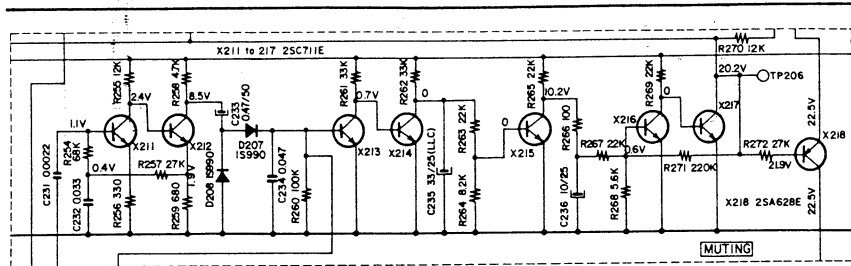 X211 to 217 2SC711E
R270 12K
20.2V
TP206
R255 12K
2.4V
R258 4.7K
8.5V
C233
0.47/50
R261 33K
0.7V
R262 33K
0
R265 22K
10.2V
R269 22K
0
X217
22.5V
1.1V
R254
68K
X211
X212
D207
1S990
X213
X214
R263 22K
0
X215
R266 100
X216
R267 22K
0.6V
R272 27K
21.9V
X218
C231 0.0022
0.4V
R257 27K
1.9V
D208 1S990
C234 0.047
R260 100K
C235 33/25(LLC)
R264 8.2K
C236 10/25
R268 5.6K
R271 220K
C232 0.033
R256 330
R259 680
X218 2SA628E
22.5V
MUTING